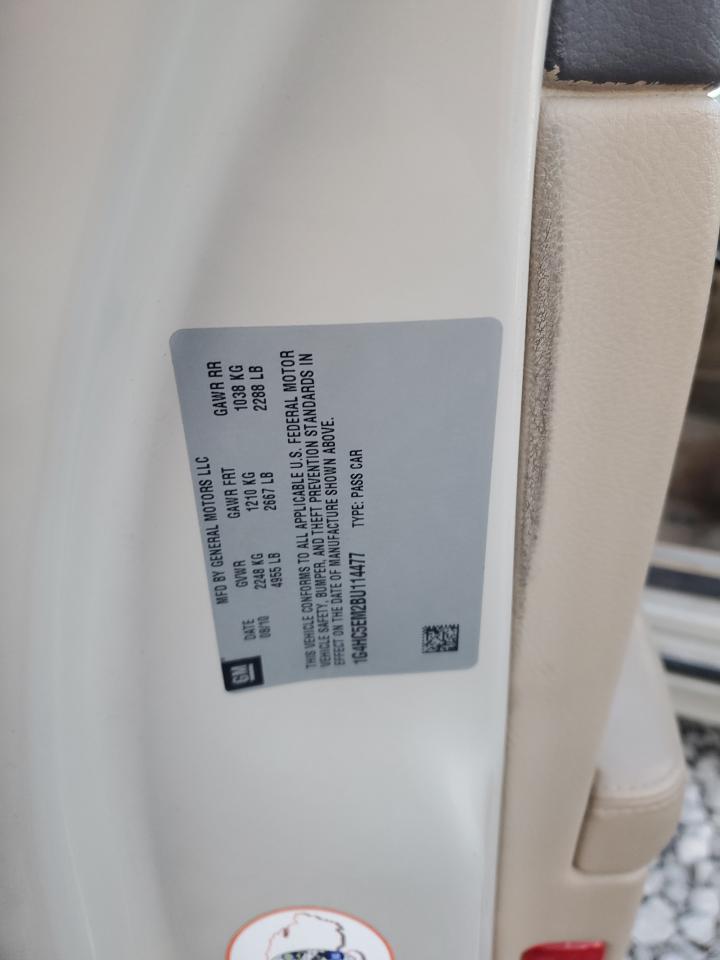 GM
MFD BY GENERAL MOTORS LLC
DATE GVWR GAWR FRT GAWR RR
08/10 2248 KG 1210 KG 1038 KG
4955 LB 2667 LB 2288 LB
THIS VEHICLE CONFORMS TO ALL APPLICABLE U.S. FEDERAL MOTOR
VEHICLE SAFETY, BUMPER, AND THEFT PREVENTION STANDARDS IN
EFFECT ON THE DATE OF MANUFACTURE SHOWN ABOVE.
1G4HC5EM2BU114477 TYPE: PASS CAR